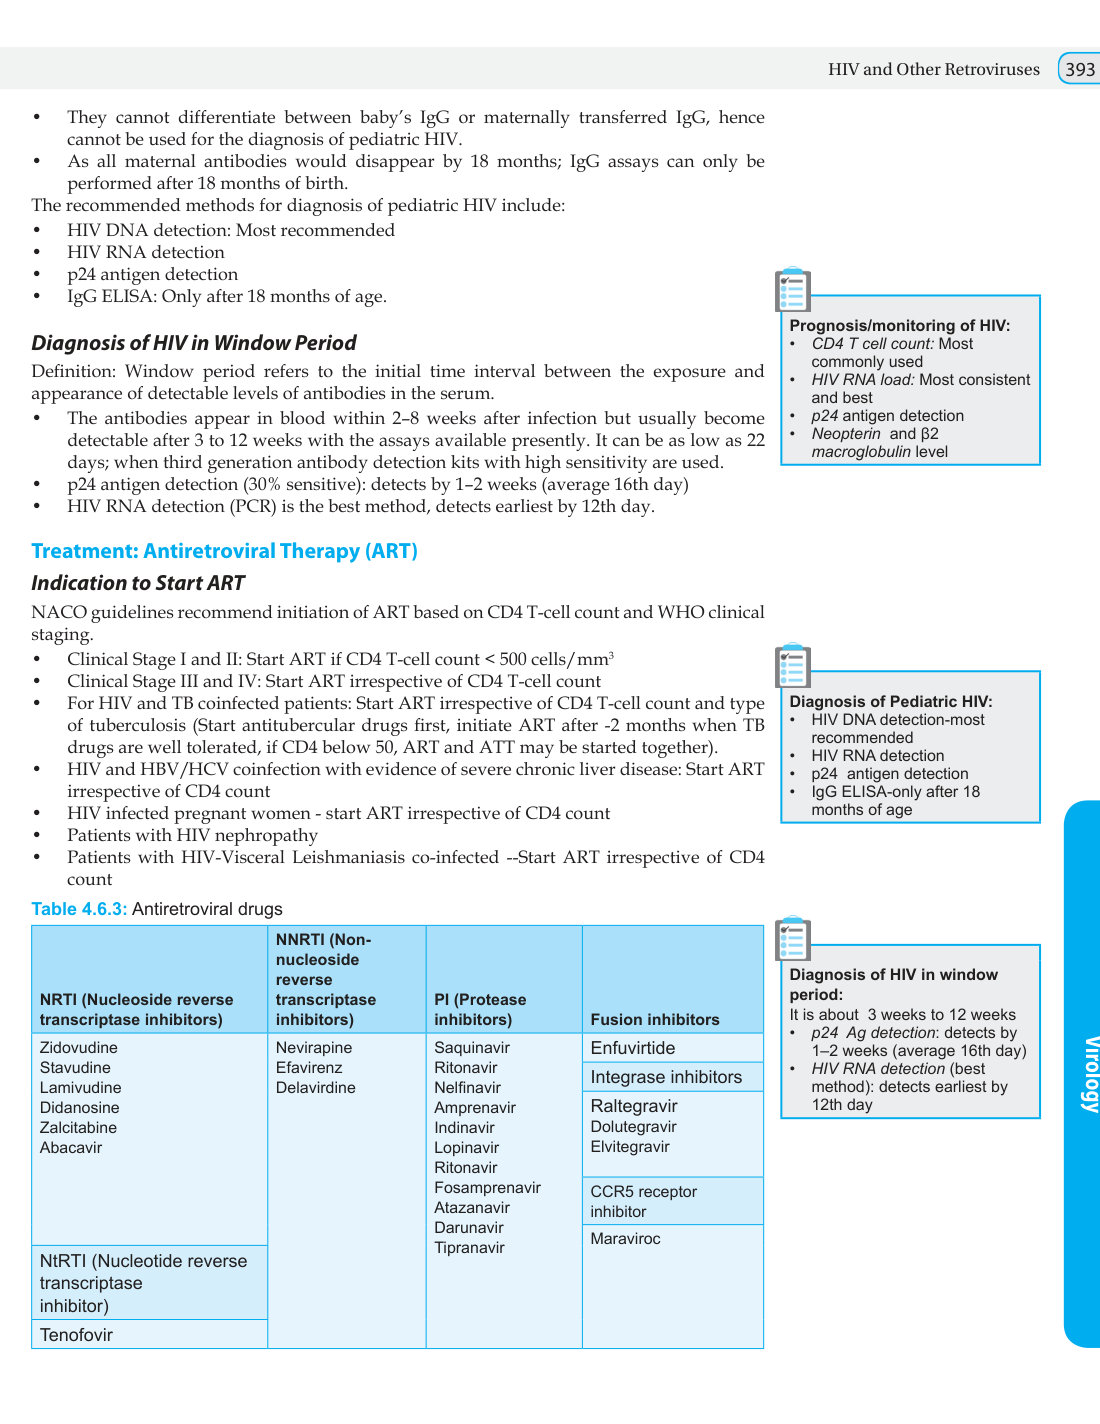 HIV and Other Retroviruses 393
• They cannot differentiate between baby's IgG or maternally transferred IgG, hence
cannot be used for the diagnosis of pediatric HIV.
• As all maternal antibodies would disappear by 18 months; IgG assays can only be
performed after 18 months of birth.
The recommended methods for diagnosis of pediatric HIV include:
• HIV DNA detection: Most recommended
• HIV RNA detection
• p24 antigen detection
• IgG ELISA: Only after 18 months of age.
Diagnosis of HIV in Window Period
Definition: Window period refers to the initial time interval between the exposure and
appearance of detectable levels of antibodies in the serum.
• The antibodies appear in blood within 2–8 weeks after infection but usually become
detectable after 3 to 12 weeks with the assays available presently. It can be as low as 22
days; when third generation antibody detection kits with high sensitivity are used.
• p24 antigen detection (30% sensitive): detects by 1–2 weeks (average 16th day)
• HIV RNA detection (PCR) is the best method, detects earliest by 12th day.
Treatment: Antiretroviral Therapy (ART)
Indication to Start ART
NACO guidelines recommend initiation of ART based on CD4 T-cell count and WHO clinical
staging.
• Clinical Stage I and II: Start ART if CD4 T-cell count < 500 cells/mm³
• Clinical Stage III and IV: Start ART irrespective of CD4 T-cell count
• For HIV and TB coinfected patients: Start ART irrespective of CD4 T-cell count and type
of tuberculosis (Start antitubercular drugs first, initiate ART after -2 months when TB
drugs are well tolerated, if CD4 below 50, ART and ATT may be started together).
• HIV and HBV/HCV coinfection with evidence of severe chronic liver disease: Start ART
irrespective of CD4 count
• HIV infected pregnant women - start ART irrespective of CD4 count
• Patients with HIV nephropathy
• Patients with HIV-Visceral Leishmaniasis co-infected --Start ART irrespective of CD4
count
Table 4.6.3: Antiretroviral drugs
NRTI (Nucleoside reverse
transcriptase inhibitors)
NNRTI (Non-
nucleoside
reverse
transcriptase
inhibitors)
PI (Protease
inhibitors)
Fusion inhibitors
Zidovudine
Stavudine
Lamivudine
Didanosine
Zalcitabine
Abacavir
NtRTI (Nucleotide reverse
transcriptase
inhibitor)
Tenofovir
Nevirapine
Efavirenz
Delavirdine
Saquinavir
Ritonavir
Nelfinavir
Amprenavir
Indinavir
Lopinavir
Ritonavir
Fosamprenavir
Atazanavir
Darunavir
Tipranavir
Enfuvirtide
Integrase inhibitors
Raltegravir
Dolutegravir
Elvitegravir
CCR5 receptor
inhibitor
Maraviroc
Prognosis/monitoring of HIV:
• CD4 T cell count: Most
commonly used
• HIV RNA load: Most consistent
and best
• p24 antigen detection
• Neopterin and β2
macroglobulin level
Diagnosis of Pediatric HIV:
• HIV DNA detection-most
recommended
• HIV RNA detection
• p24 antigen detection
• IgG ELISA-only after 18
months of age
Diagnosis of HIV in window
period:
It is about 3 weeks to 12 weeks
• p24 Ag detection: detects by
1–2 weeks (average 16th day)
• HIV RNA detection (best
method): detects earliest by
12th day
Virology